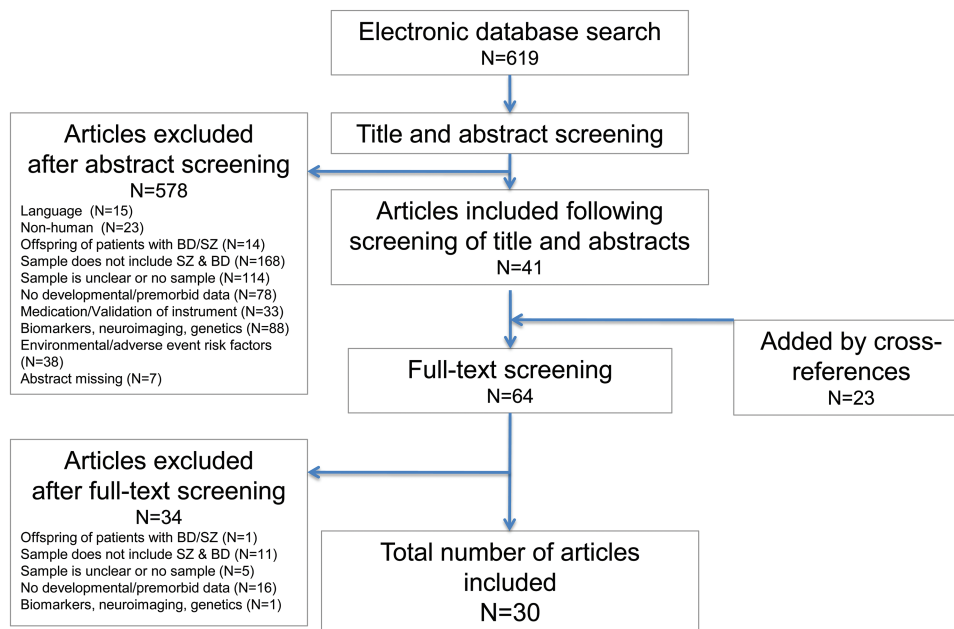 Electronic database search
N=619
Title and abstract screening
Articles excluded
after abstract screening
N=578
Language (N=15)
Non-human (N=23)
Offspring of patients with BD/SZ (N=14)
Sample does not include SZ & BD (N=168)
Sample is unclear or no sample (N=114)
No developmental/premorbid data (N=78)
Medication/Validation of instrument (N=33)
Biomarkers, neuroimaging, genetics (N=88)
Environmental/adverse event risk factors
(N=38)
Abstract missing (N=7)
Articles included following
screening of title and abstracts
N=41
Added by cross-
references
N=23
Full-text screening
N=64
Articles excluded
after full-text screening
N=34
Offspring of patients with BD/SZ (N=1)
Sample does not include SZ & BD (N=11)
Sample is unclear or no sample (N=5)
No developmental/premorbid data (N=16)
Biomarkers, neuroimaging, genetics (N=1)
Total number of articles
included
N=30